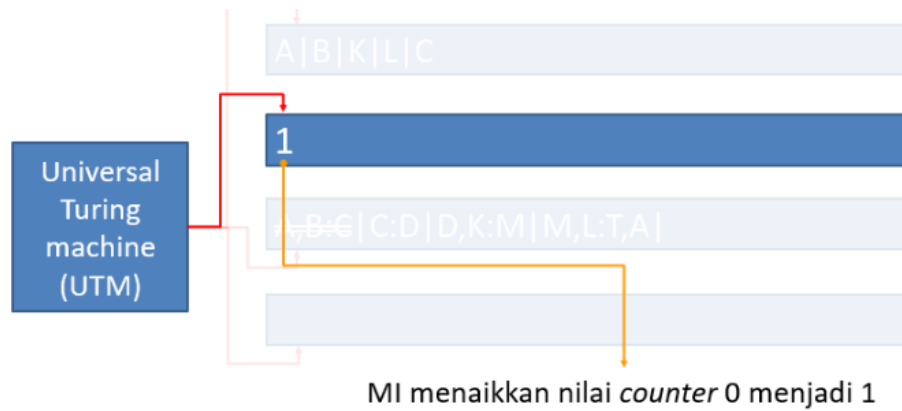 A|B|K|L|C
1
Universal
Turing
machine
(UTM)
A,B:C|C:D|D,K:M|M,L:T,A|
MI menaikkan nilai counter 0 menjadi 1